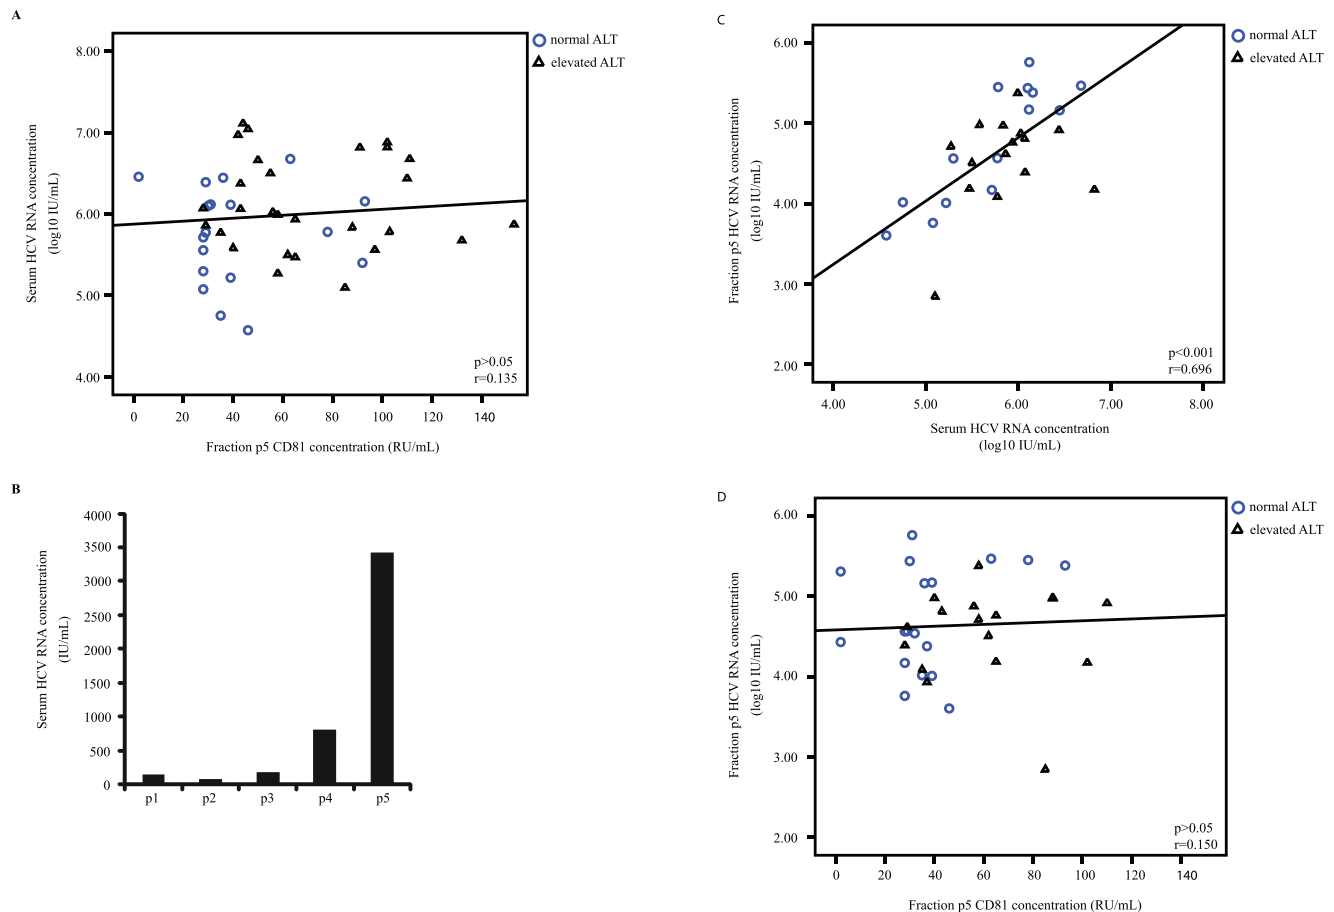 A
8.00
7.00
6.00
5.00
4.00
Serum HCV RNA concentration
(log10 IU/mL)
normal ALT
elevated ALT
p>0.05
r=0.135
0 20 40 60 80 100 120 140
Fraction p5 CD81 concentration (RU/mL)
B
4000
3500
3000
2500
2000
1500
1000
500
0
Serum HCV RNA concentration
(IU/mL)
p1 p2 p3 p4 p5
C
6.00
5.00
4.00
3.00
2.00
Fraction p5 HCV RNA concentration
(log10 IU/mL)
normal ALT
elevated ALT
p<0.001
r=0.696
4.00 5.00 6.00 7.00 8.00
Serum HCV RNA concentration
(log10 IU/mL)
D
6.00
5.00
4.00
3.00
2.00
Fraction p5 HCV RNA concentration
(log10 IU/mL)
normal ALT
elevated ALT
p>0.05
r=0.150
0 20 40 60 80 100 120 140
Fraction p5 CD81 concentration (RU/mL)